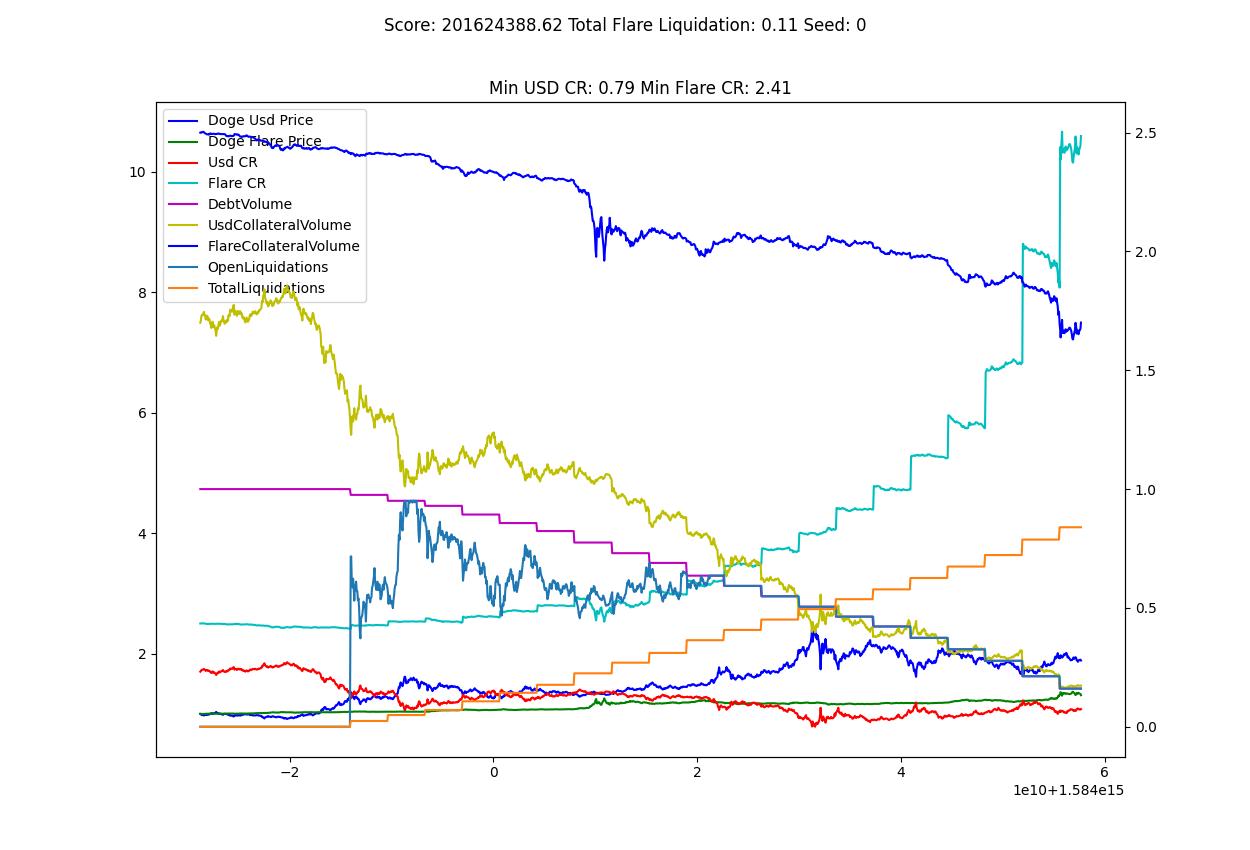 Score: 201624388.62 Total Flare Liquidation: 0.11 Seed: 0
Min USD CR: 0.79 Min Flare CR: 2.41
Doge Usd Price
Doge Flare Price
Usd CR
Flare CR
DebtVolume
UsdCollateralVolume
FlareCollateralVolume
OpenLiquidations
TotalLiquidations
10
8
6
4
2
2.5
2.0
1.5
1.0
0.5
0.0
−2
0
2
4
6
1e10+1.584e15